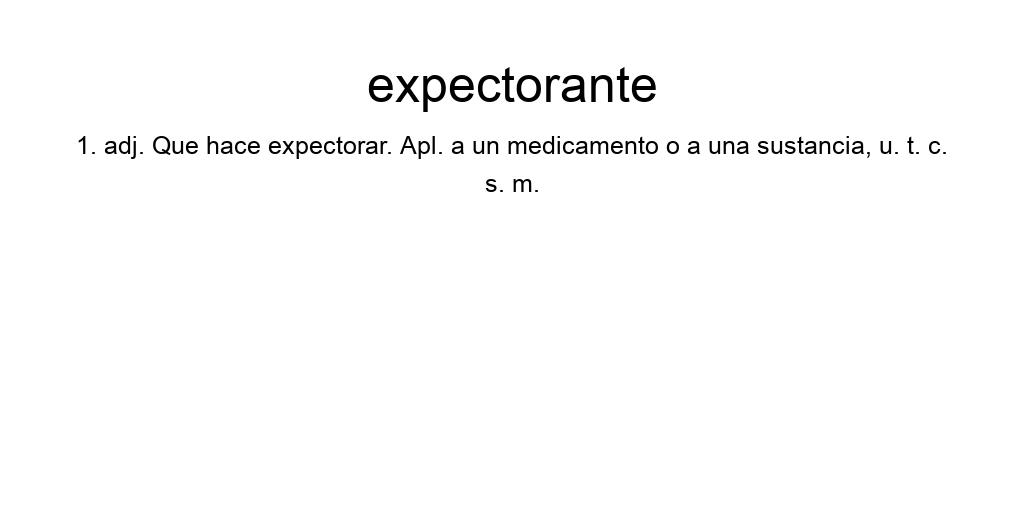 expectorante
1. adj. Que hace expectorar. Apl. a un medicamento o a una sustancia, u. t. c.
s. m.